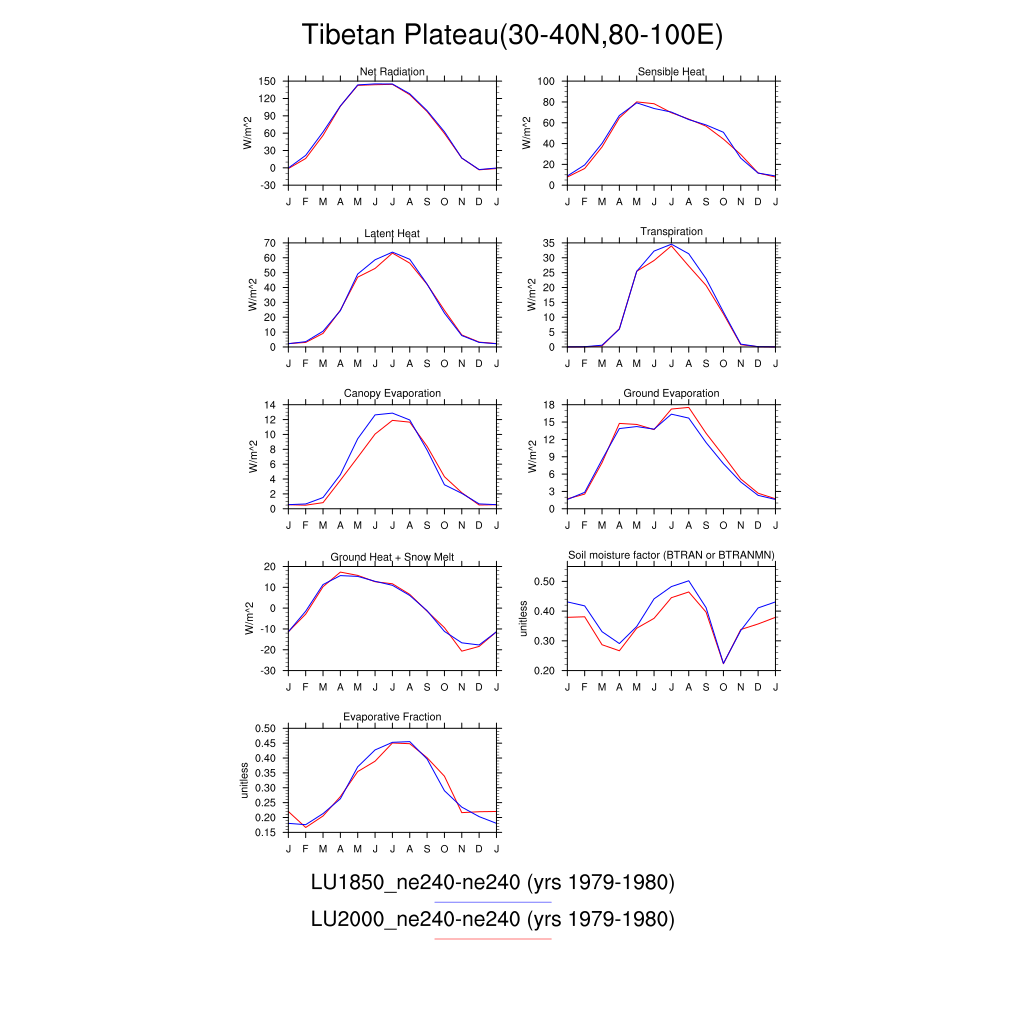 Tibetan Plateau(30-40N,80-100E)
Net Radiation
W/m^2
150
120
90
60
30
0
-30
J F M A M J J A S O N D J
Sensible Heat
W/m^2
100
80
60
40
20
0
J F M A M J J A S O N D J
Latent Heat
W/m^2
70
60
50
40
30
20
10
0
J F M A M J J A S O N D J
Transpiration
W/m^2
35
30
25
20
15
10
5
0
J F M A M J J A S O N D J
Canopy Evaporation
W/m^2
14
12
10
8
6
4
2
0
J F M A M J J A S O N D J
Ground Evaporation
W/m^2
18
15
12
9
6
3
0
J F M A M J J A S O N D J
Ground Heat + Snow Melt
W/m^2
20
10
0
-10
-20
-30
J F M A M J J A S O N D J
Soil moisture factor (BTRAN or BTRANMN)
unitless
0.50
0.40
0.30
0.20
J F M A M J J A S O N D J
Evaporative Fraction
unitless
0.50
0.45
0.40
0.35
0.30
0.25
0.20
0.15
J F M A M J J A S O N D J
LU1850_ne240-ne240 (yrs 1979-1980)
LU2000_ne240-ne240 (yrs 1979-1980)